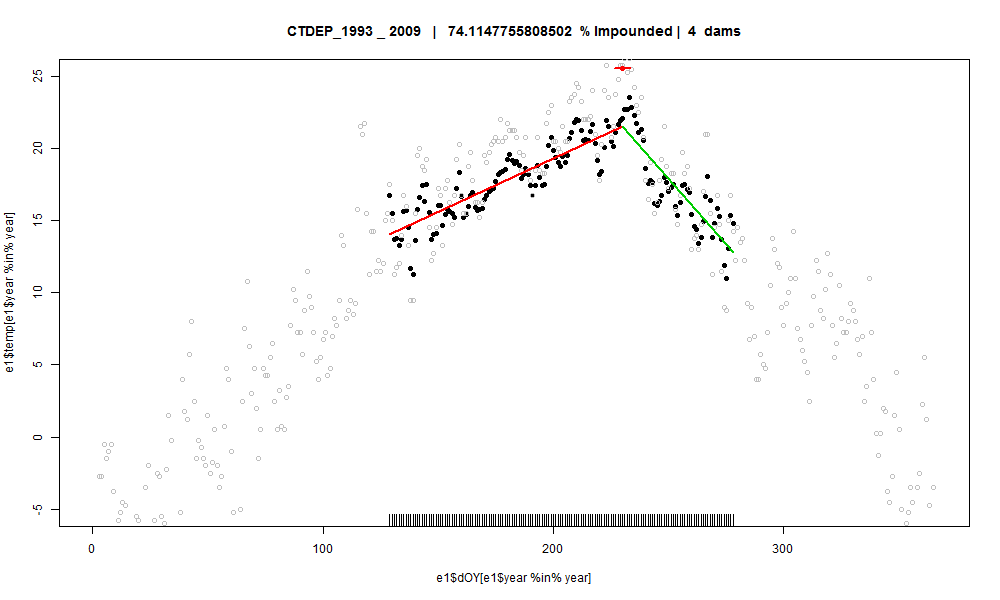 CTDEP_1993 _ 2009 | 74.1147755808502 % Impounded | 4 dams
25
20
15
10
5
0
-5
e1$temp[e1$year %in% year]
0 100 200 300
e1$dOY[e1$year %in% year]